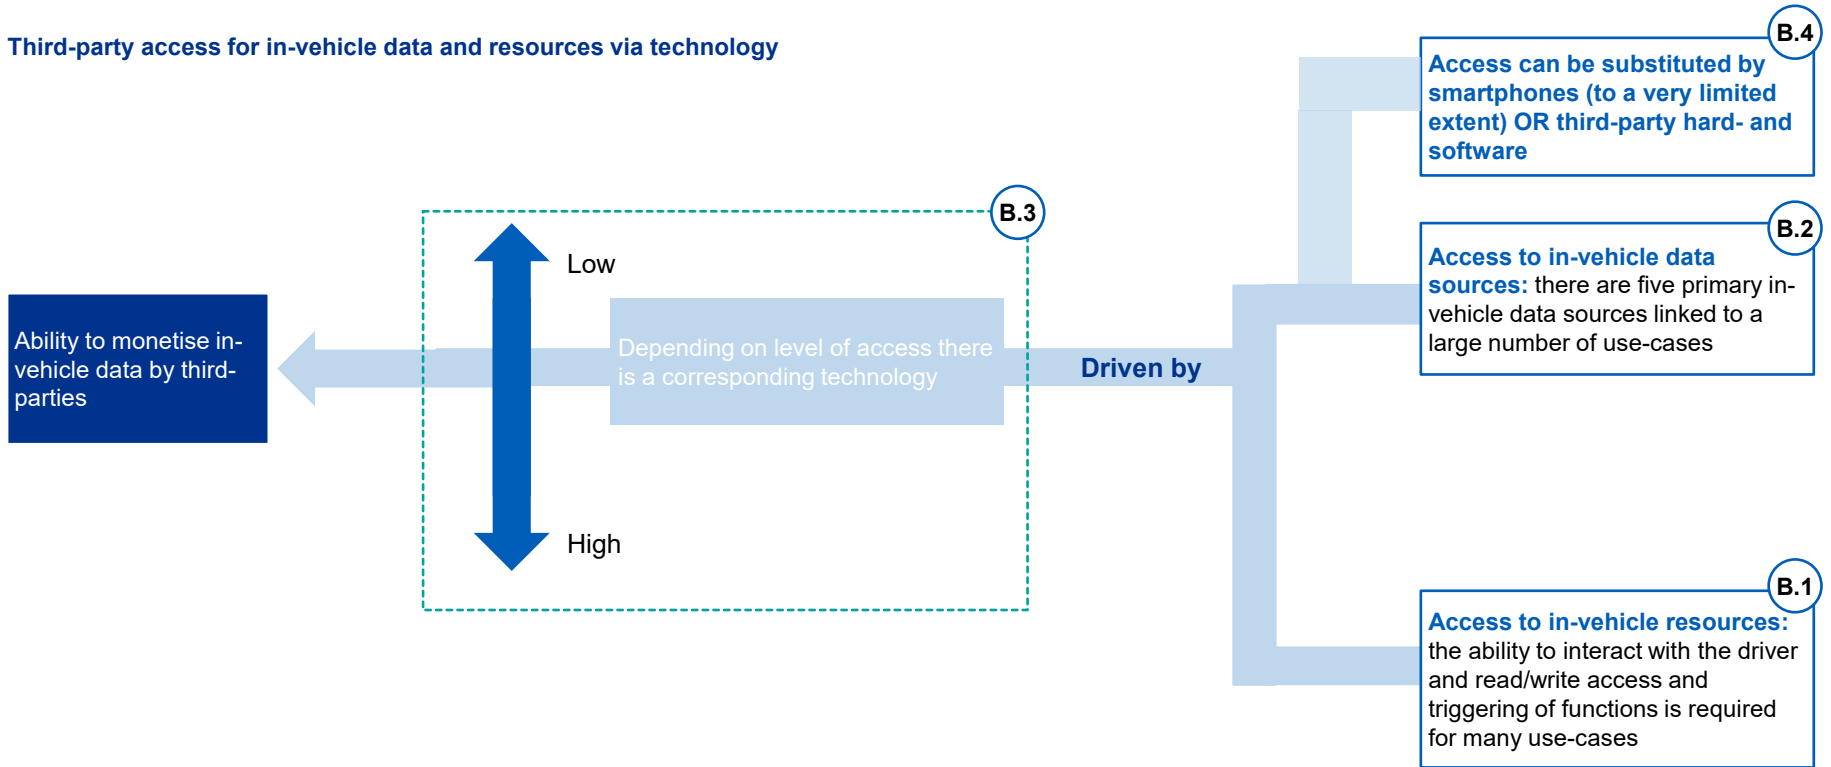 Third-party access for in-vehicle data and resources via technology
B.4
Access can be substituted by
smartphones (to a very limited
extent) OR third-party hard- and
software
B.3
Low
B.2
Access to in-vehicle data
sources: there are five primary in-
vehicle data sources linked to a
large number of use-cases
Ability to monetise in-
vehicle data by third-
parties
Depending on level of access there
is a corresponding technology
Driven by
High
B.1
Access to in-vehicle resources:
the ability to interact with the driver
and read/write access and
triggering of functions is required
for many use-cases